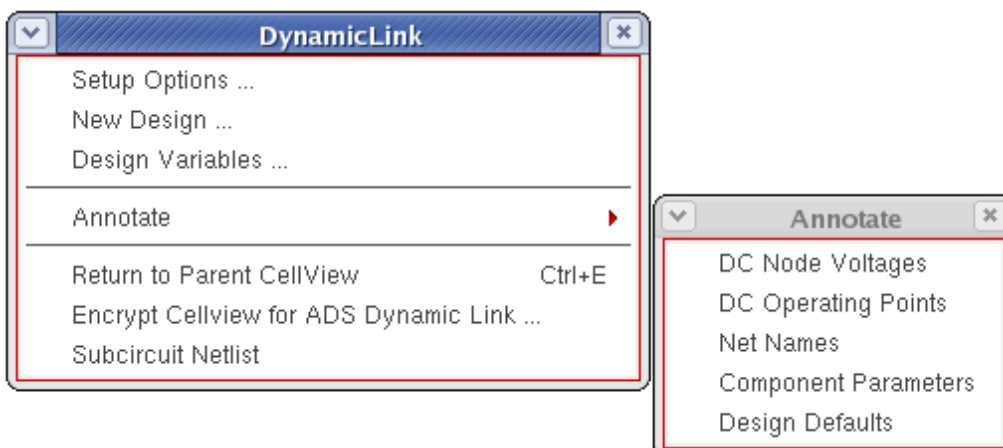 DynamicLink
Setup Options ...
New Design ...
Design Variables ...
Annotate
Return to Parent CellView Ctrl+E
Encrypt Cellview for ADS Dynamic Link ...
Subcircuit Netlist
Annotate
DC Node Voltages
DC Operating Points
Net Names
Component Parameters
Design Defaults